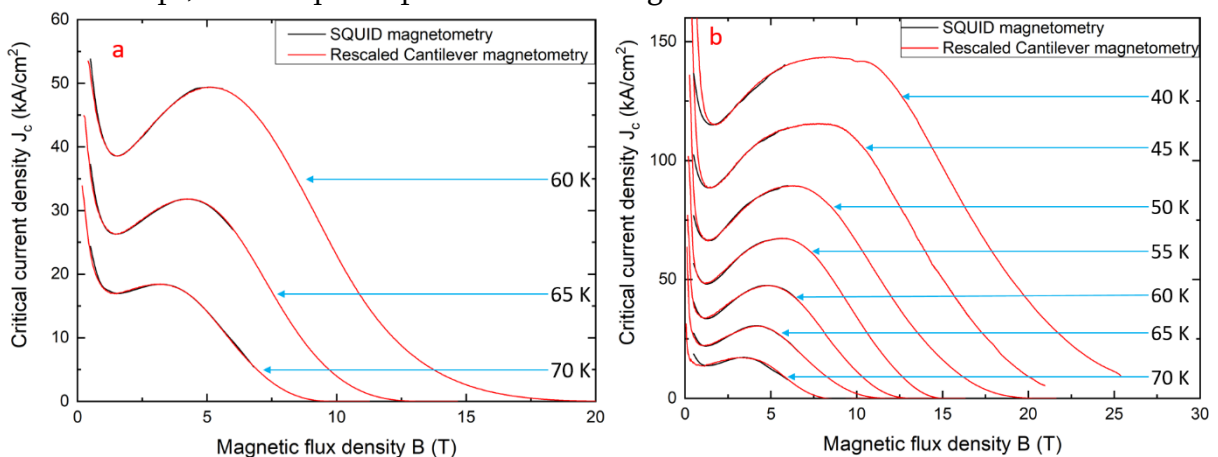 a
SQUID magnetometry
Rescaled Cantilever magnetometry
60 K
65 K
70 K
Critical current density J_c (kA/cm²)
60
50
40
30
20
10
0
0
5
10
15
20
Magnetic flux density B (T)
b
SQUID magnetometry
Rescaled Cantilever magnetometry
40 K
45 K
50 K
55 K
60 K
65 K
70 K
Critical current density J_c (kA/cm²)
150
100
50
0
0
5
10
15
20
25
30
Magnetic flux density B (T)